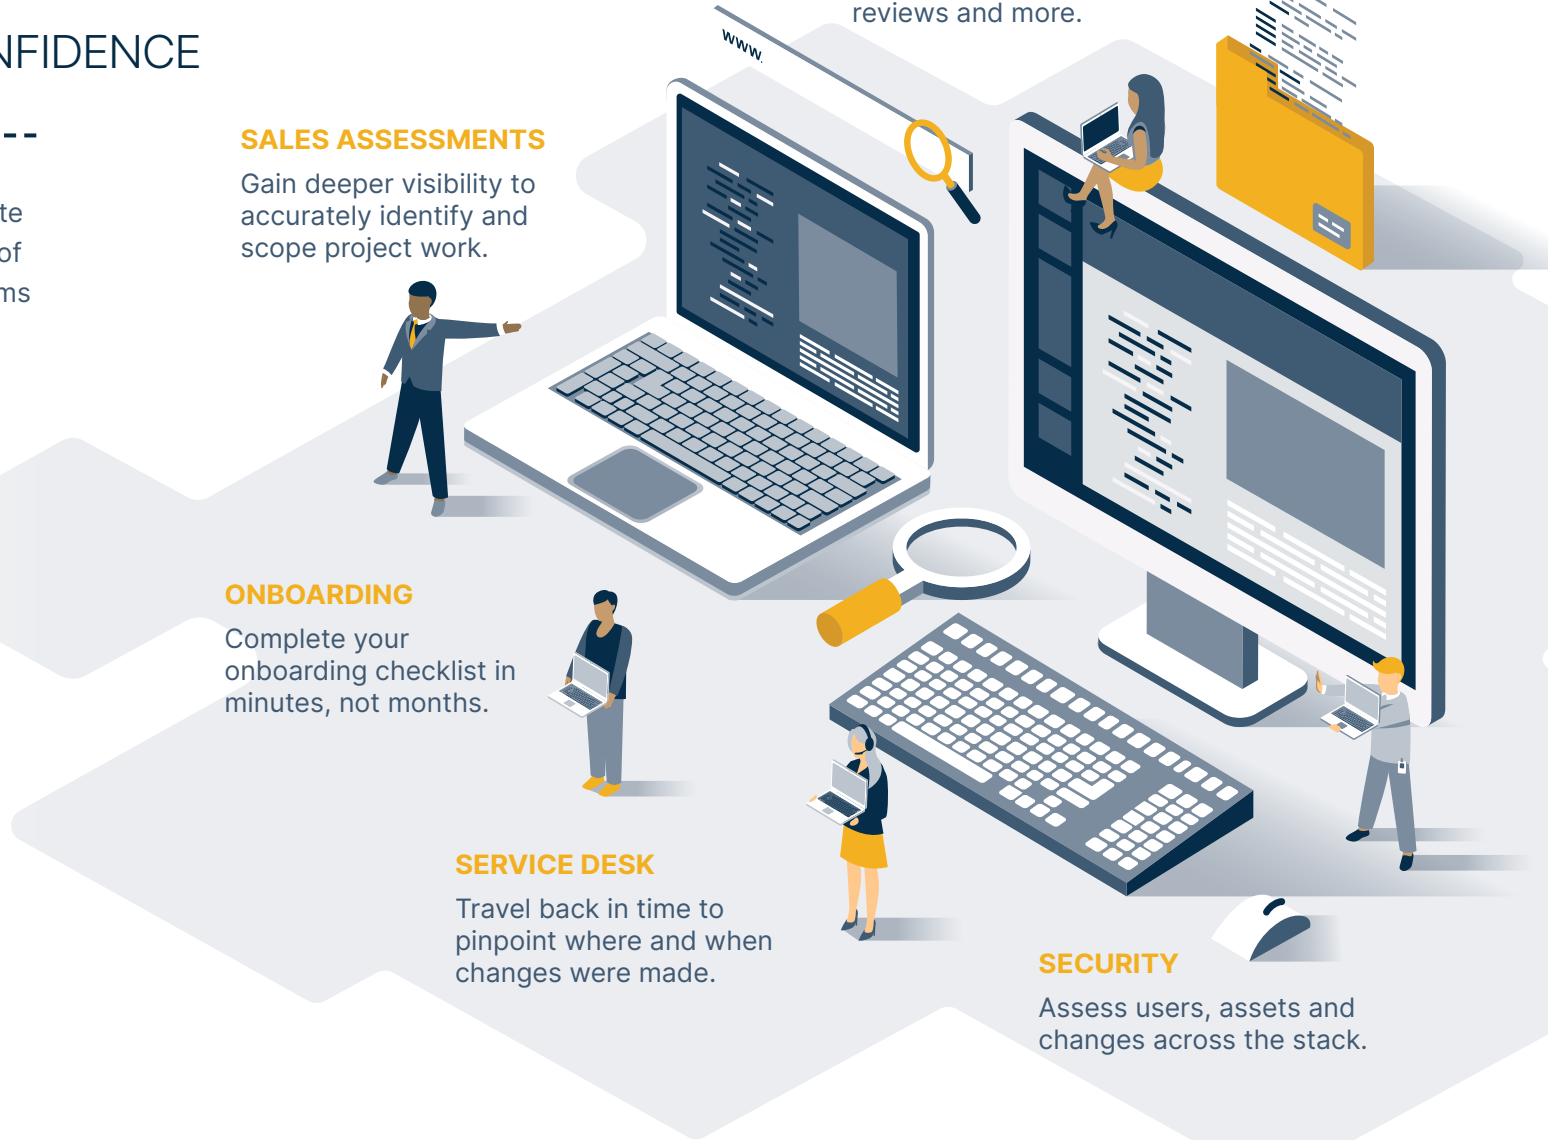 reviews and more.
NFIDENCE
te
of
ms
www.
SALES ASSESSMENTS
Gain deeper visibility to
accurately identify and
scope project work.
ONBOARDING
Complete your
onboarding checklist in
minutes, not months.
SERVICE DESK
Travel back in time to
pinpoint where and when
changes were made.
SECURITY
Assess users, assets and
changes across the stack.